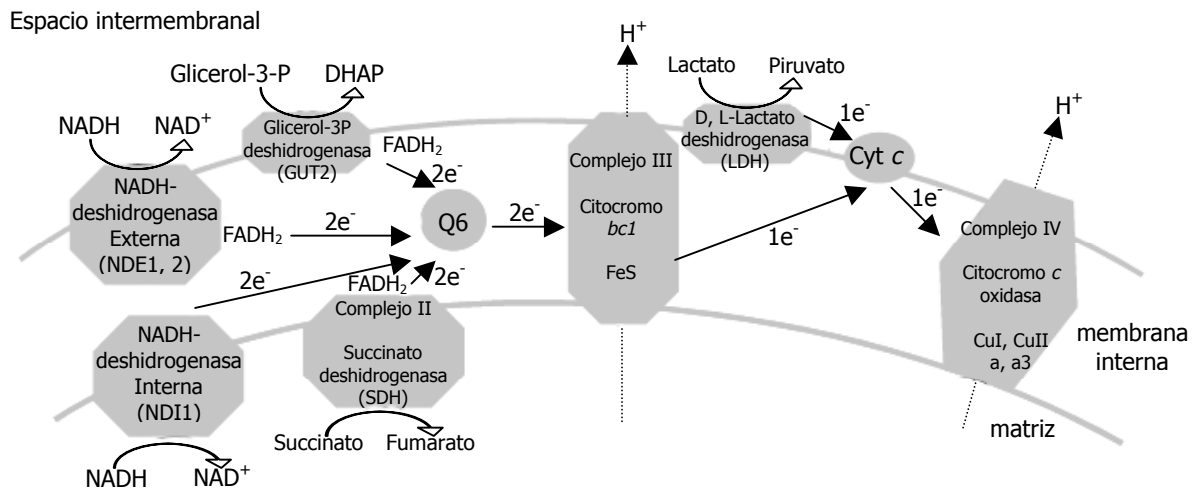 Espacio intermembranal
Glicerol-3-P
DHAP
NADH
NAD+
Glicerol-3P
deshidrogenasa
(GUT2)
FADH2
2e-
NADH-
deshidrogenasa
Externa
(NDE1, 2)
FADH2
2e-
Q6
2e-
2e-
FADH2
2e-
NADH-
deshidrogenasa
Interna
(NDI1)
NADH
NAD+
Complejo II
Succinato
deshidrogenasa
(SDH)
Succinato
Fumarato
H+
Complejo III
Citocromo
bc1
FeS
Lactato
Piruvato
D, L-Lactato
deshidrogenasa
(LDH)
1e-
Cyt c
1e-
1e-
H+
Complejo IV
Citocromo c
oxidasa
CuI, CuII
a, a3
membrana
interna
matriz